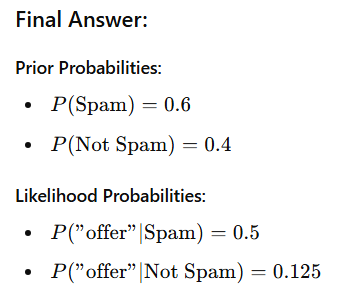 Final Answer:
Prior Probabilities:
• P(Spam) = 0.6
• P(Not Spam) = 0.4
Likelihood Probabilities:
• P(”offer”|Spam) = 0.5
• P(”offer”|Not Spam) = 0.125